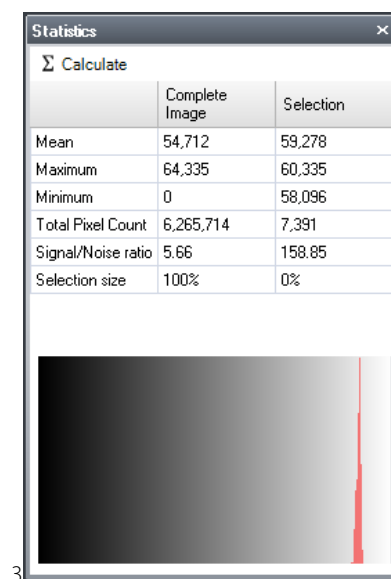 Statistics ×
Σ Calculate
Complete Image Selection
Mean 54,712 59,278
Maximum 64,335 60,335
Minimum 0 58,096
Total Pixel Count 6,265,714 7,391
Signal/Noise ratio 5.66 158.85
Selection size 100% 0%
3